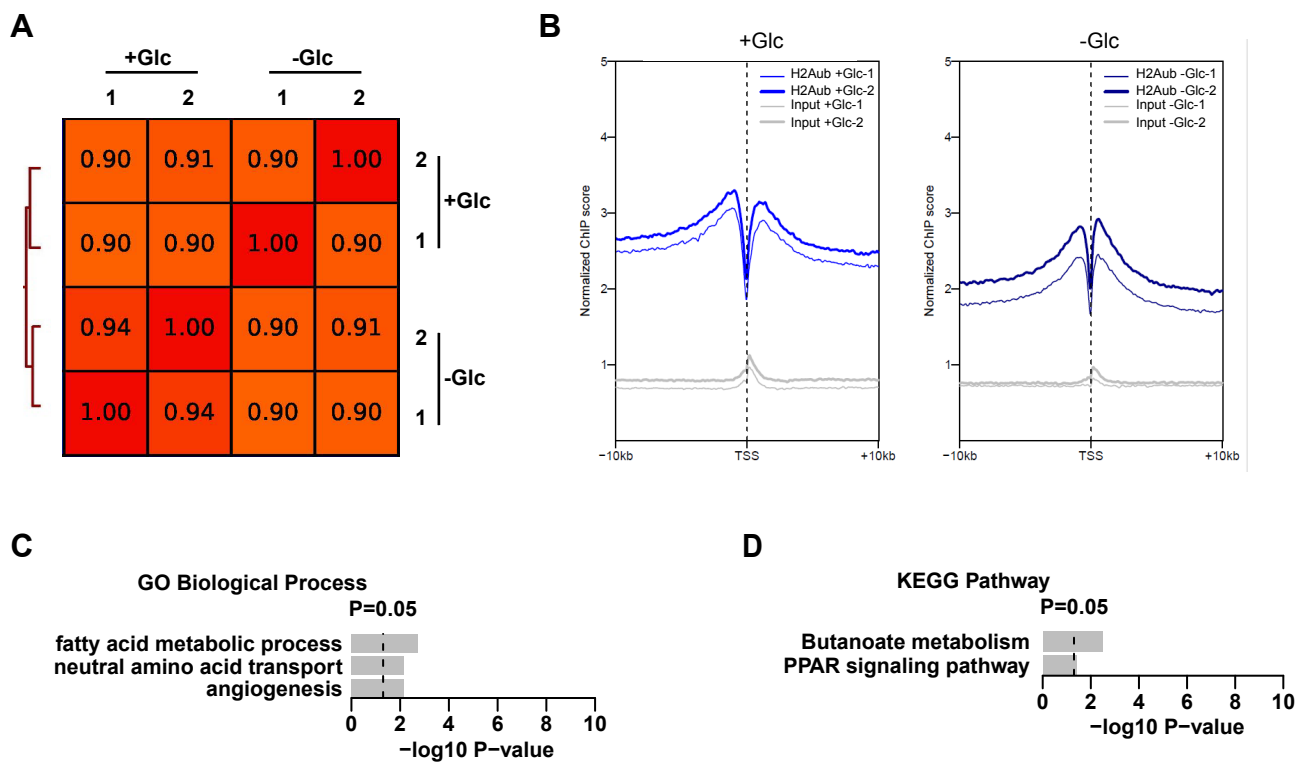 A
+Glc -Glc
1 2 1 2
0.90 0.91 0.90 1.00 2
+Glc
0.90 0.90 1.00 0.90 1
0.94 1.00 0.90 0.91 2
-Glc
1.00 0.94 0.90 0.90 1
B
+Glc
H2Aub +Glc-1
H2Aub +Glc-2
Input +Glc-1
Input +Glc-2
Normalized ChIP score
5
4
3
2
1
−10kb TSS +10kb
-Glc
H2Aub -Glc-1
H2Aub -Glc-2
Input -Glc-1
Input -Glc-2
Normalized ChIP score
5
4
3
2
1
−10kb TSS +10kb
C
GO Biological Process
P=0.05
fatty acid metabolic process
neutral amino acid transport
angiogenesis
0 2 4 6 8 10
−log10 P−value
D
KEGG Pathway
P=0.05
Butanoate metabolism
PPAR signaling pathway
0 2 4 6 8 10
−log10 P−value